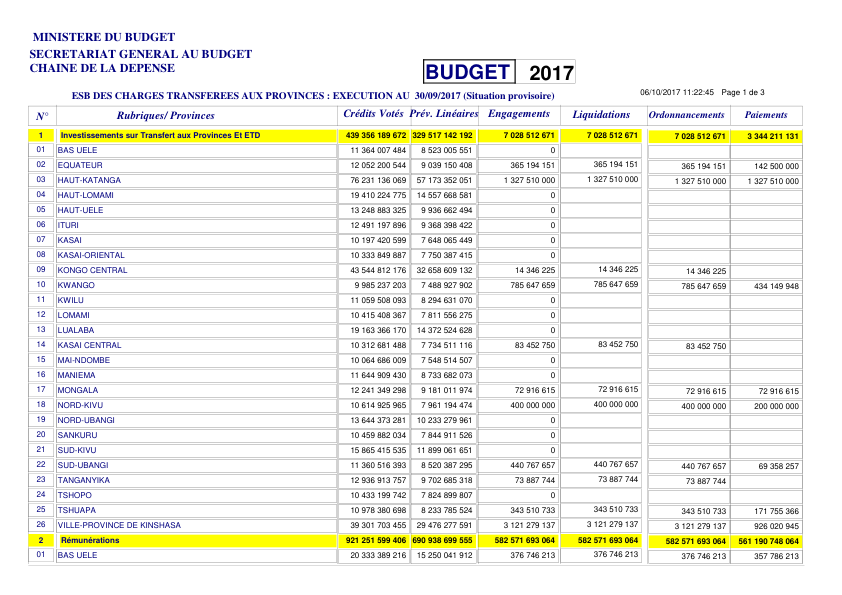 MINISTERE DU BUDGET
SECRETARIAT GENERAL AU BUDGET
CHAINE DE LA DEPENSE
BUDGET 2017
ESB DES CHARGES TRANSFEREES AUX PROVINCES : EXECUTION AU 30/09/2017 (Situation provisoire)
06/10/2017 11:22:45 Page 1 de 3
N° Rubriques/ Provinces Crédits Votés Prév. Linéaires Engagements Liquidations Ordonnancements Paiements
1 Investissements sur Transfert aux Provinces Et ETD 439 356 189 672 329 517 142 192 7 028 512 671 7 028 512 671 7 028 512 671 3 344 211 131
01 BAS UELE 11 364 007 484 8 523 005 551 0
02 EQUATEUR 12 052 200 544 9 039 150 408 365 194 151 365 194 151 365 194 151 142 500 000
03 HAUT-KATANGA 76 231 136 069 57 173 352 051 1 327 510 000 1 327 510 000 1 327 510 000 1 327 510 000
04 HAUT-LOMAMI 19 410 224 775 14 557 668 581 0
05 HAUT-UELE 13 248 883 325 9 936 662 494 0
06 ITURI 12 491 197 896 9 368 398 422 0
07 KASAI 10 197 420 599 7 648 065 449 0
08 KASAI-ORIENTAL 10 333 849 887 7 750 387 415 0
09 KONGO CENTRAL 43 544 812 176 32 658 609 132 14 346 225 14 346 225 14 346 225
10 KWANGO 9 985 237 203 7 488 927 902 785 647 659 785 647 659 785 647 659 434 149 948
11 KWILU 11 059 508 093 8 294 631 070 0
12 LOMAMI 10 415 408 367 7 811 556 275 0
13 LUALABA 19 163 366 170 14 372 524 628 0
14 KASAI CENTRAL 10 312 681 488 7 734 511 116 83 452 750 83 452 750 83 452 750
15 MAI-NDOMBE 10 064 686 009 7 548 514 507 0
16 MANIEMA 11 644 909 430 8 733 682 073 0
17 MONGALA 12 241 349 298 9 181 011 974 72 916 615 72 916 615 72 916 615 72 916 615
18 NORD-KIVU 10 614 925 965 7 961 194 474 400 000 000 400 000 000 400 000 000 200 000 000
19 NORD-UBANGI 13 644 373 281 10 233 279 961 0
20 SANKURU 10 459 882 034 7 844 911 526 0
21 SUD-KIVU 15 865 415 535 11 899 061 651 0
22 SUD-UBANGI 11 360 516 393 8 520 387 295 440 767 657 440 767 657 440 767 657 69 358 257
23 TANGANYIKA 12 936 913 757 9 702 685 318 73 887 744 73 887 744 73 887 744
24 TSHOPO 10 433 199 742 7 824 899 807 0
25 TSHUAPA 10 978 380 698 8 233 785 524 343 510 733 343 510 733 343 510 733 171 755 366
26 VILLE-PROVINCE DE KINSHASA 39 301 703 455 29 476 277 591 3 121 279 137 3 121 279 137 3 121 279 137 926 020 945
2 Rémunérations 921 251 599 406 690 938 699 555 582 571 693 064 582 571 693 064 582 571 693 064 561 190 748 064
01 BAS UELE 20 333 389 216 15 250 041 912 376 746 213 376 746 213 376 746 213 357 786 213